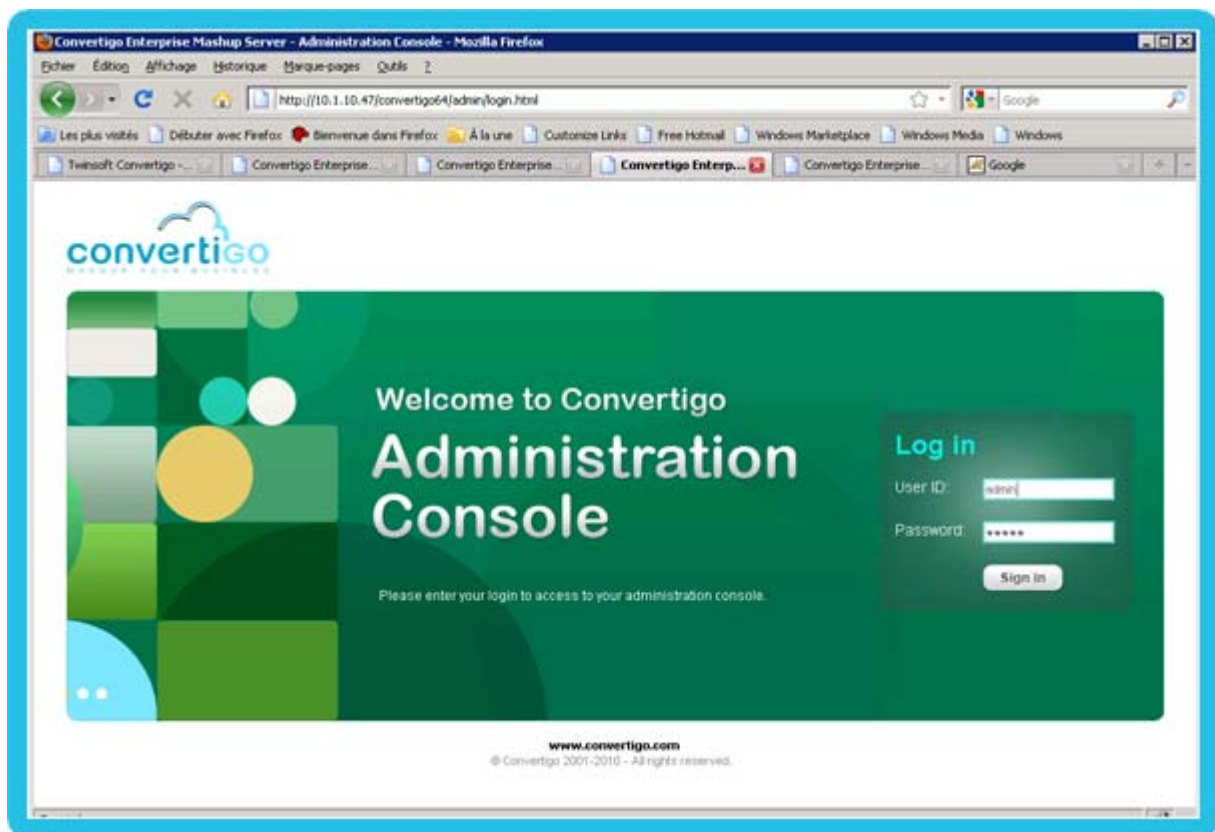 Convertigo Enterprise Mashup Server - Administration Console - Mozilla Firefox
Fichier Édition Affichage Historique Marque-pages Outils ?
http://10.1.10.47/convertigo64/admin/login.html Google
Les plus visités Débuter avec Firefox Bienvenue dans Firefox À la une Customize Links Free Hotmail Windows Marketplace Windows Media Windows
Twinsoft Convertigo -... Convertigo Enterprise... Convertigo Enterprise... Convertigo Enterp... Convertigo Enterprise... Google
convertigo
MASHUP YOUR BUSINESS
Welcome to Convertigo
Administration
Console
Please enter your login to access to your administration console.
Log in
User ID: admin
Password: •••••
Sign in
www.convertigo.com
© Convertigo 2001-2010 - All rights reserved.